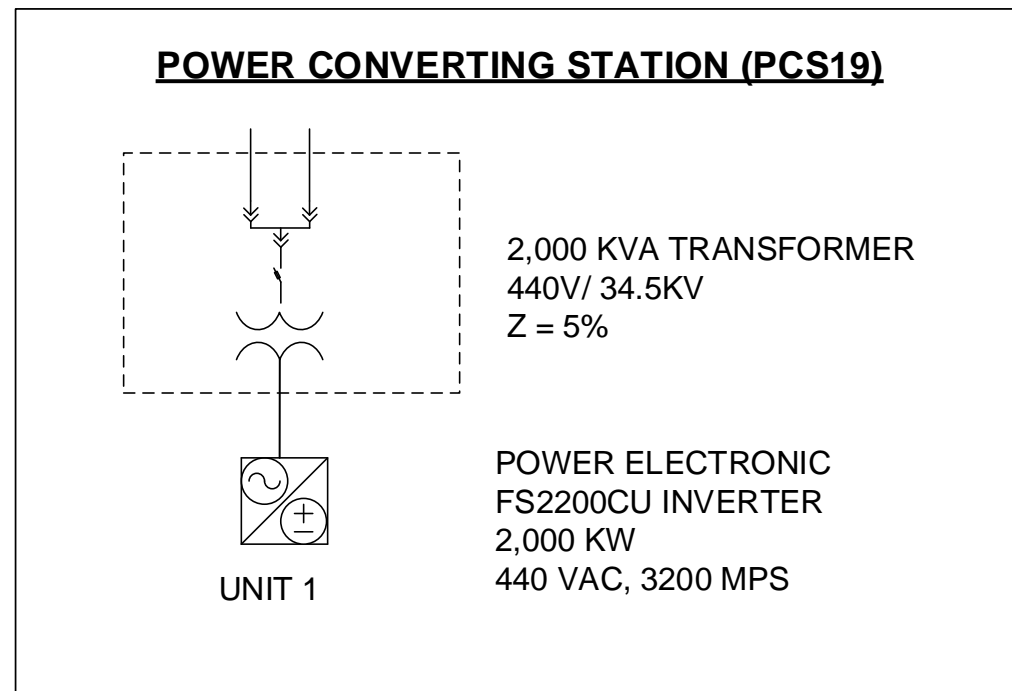 POWER CONVERTING STATION (PCS19)
2,000 KVA TRANSFORMER
440V/ 34.5KV
Z = 5%
POWER ELECTRONIC
FS2200CU INVERTER
2,000 KW
440 VAC, 3200 MPS
UNIT 1